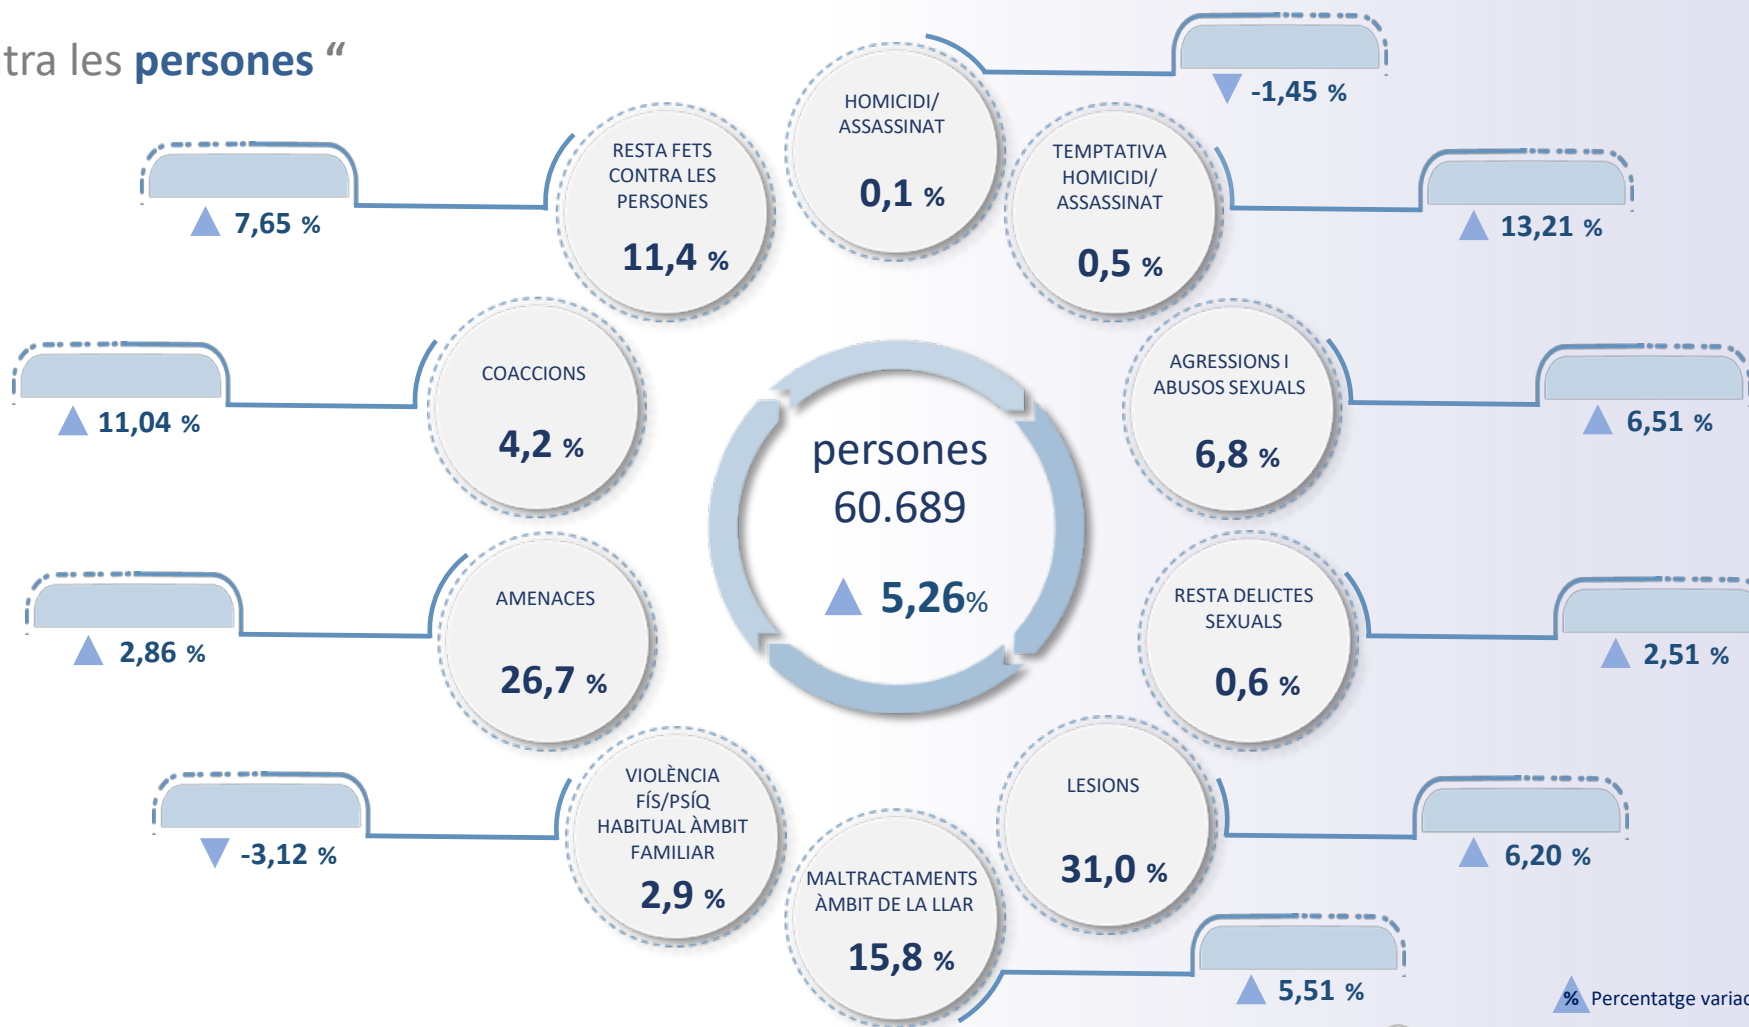 les persones “
HOMICIDI/
ASSASSINAT
0,1 %
-1,45 %
TEMPTATIVA
HOMICIDI/
ASSASSINAT
0,5 %
13,21 %
AGRESSIONS I
ABUSOS SEXUALS
6,8 %
6,51 %
RESTA DELICTES
SEXUALS
0,6 %
2,51 %
LESIONS
31,0 %
6,20 %
MALTRACTAMENTS
ÀMBIT DE LA LLAR
15,8 %
5,51 %
VIOLÈNCIA
FÍS/PSÍQ
HABITUAL ÀMBIT
FAMILIAR
2,9 %
-3,12 %
AMENACES
26,7 %
2,86 %
COACCIONS
4,2 %
11,04 %
RESTA FETS
CONTRA LES
PERSONES
11,4 %
7,65 %
persones
60.689
5,26%
% Percentatge